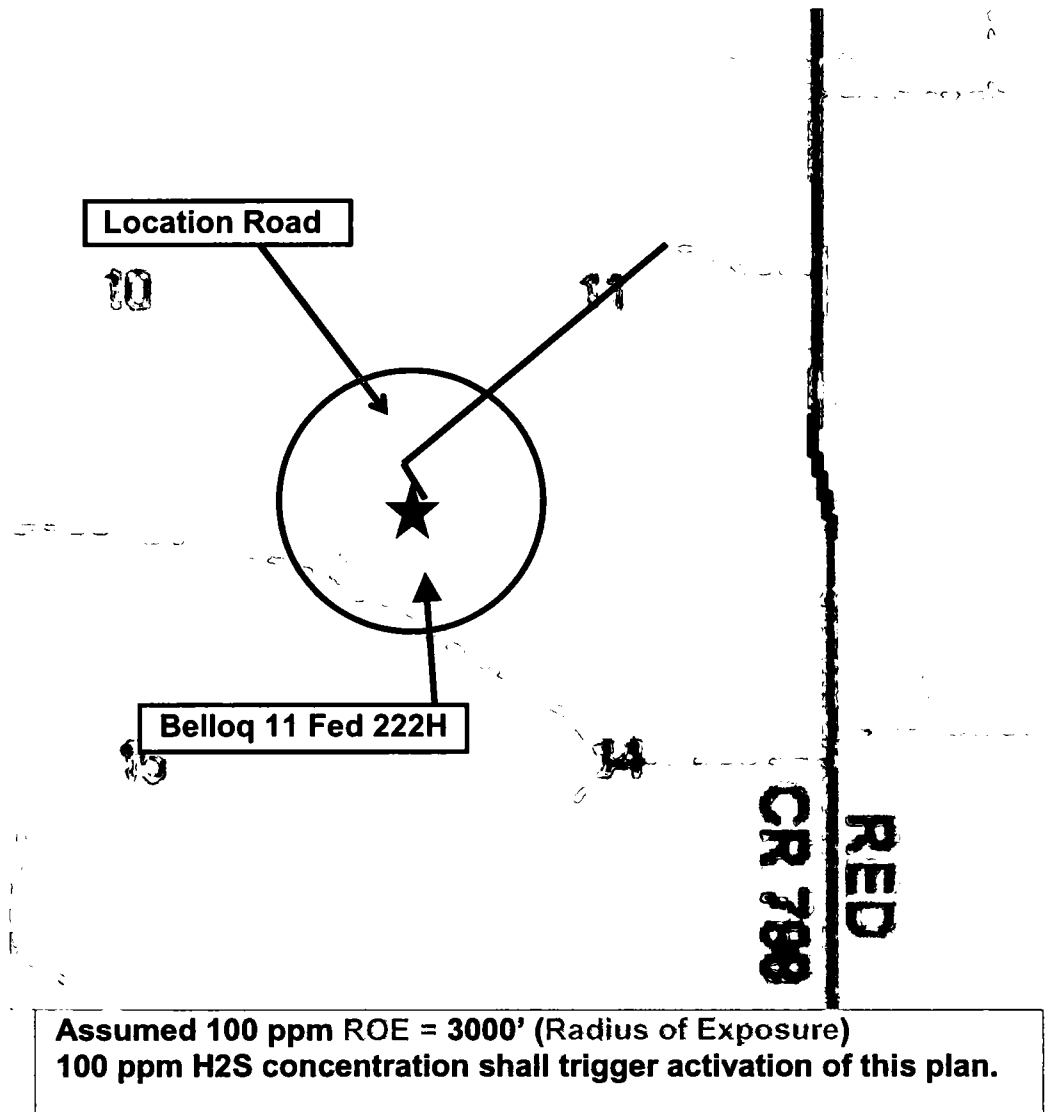 Location Road
10
11
Belloq 11 Fed 222H
15
14
CR 788
RED
Assumed 100 ppm ROE = 3000' (Radius of Exposure)
100 ppm H2S concentration shall trigger activation of this plan.